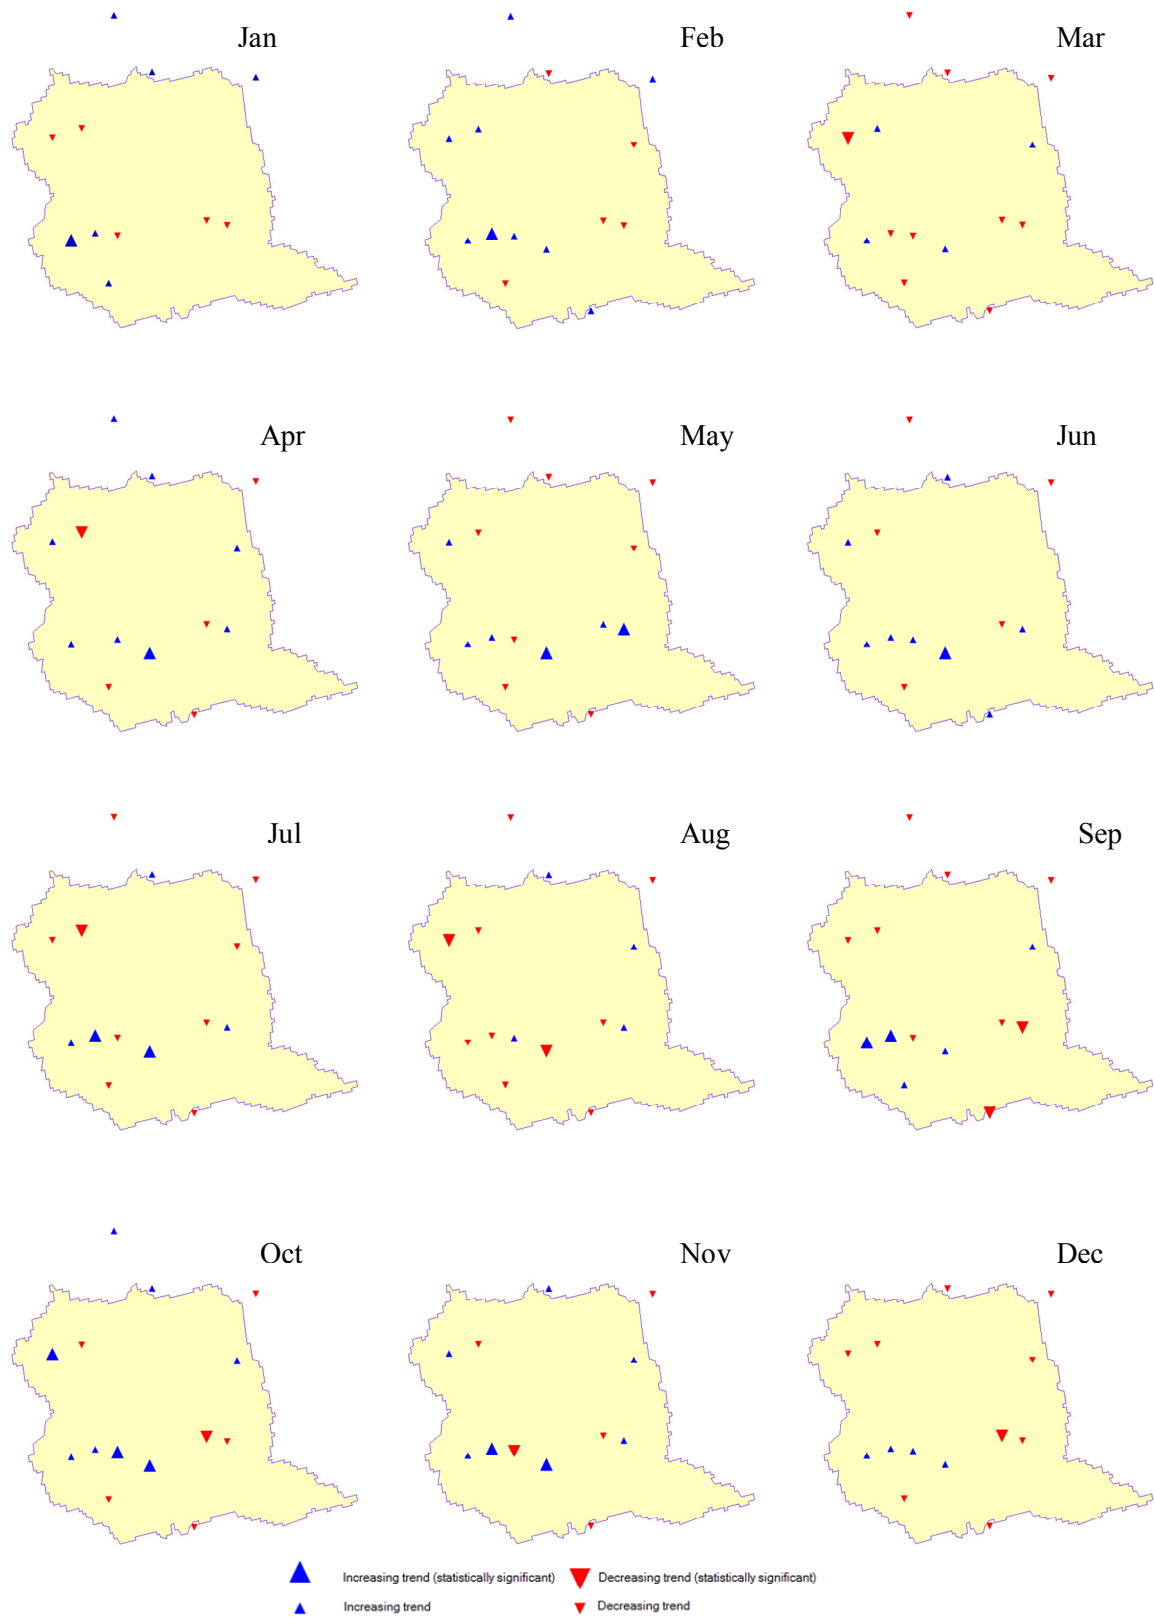 Jan Feb Mar
Apr May Jun
Jul Aug Sep
Oct Nov Dec
Increasing trend (statistically significant) Decreasing trend (statistically significant)
Increasing trend Decreasing trend